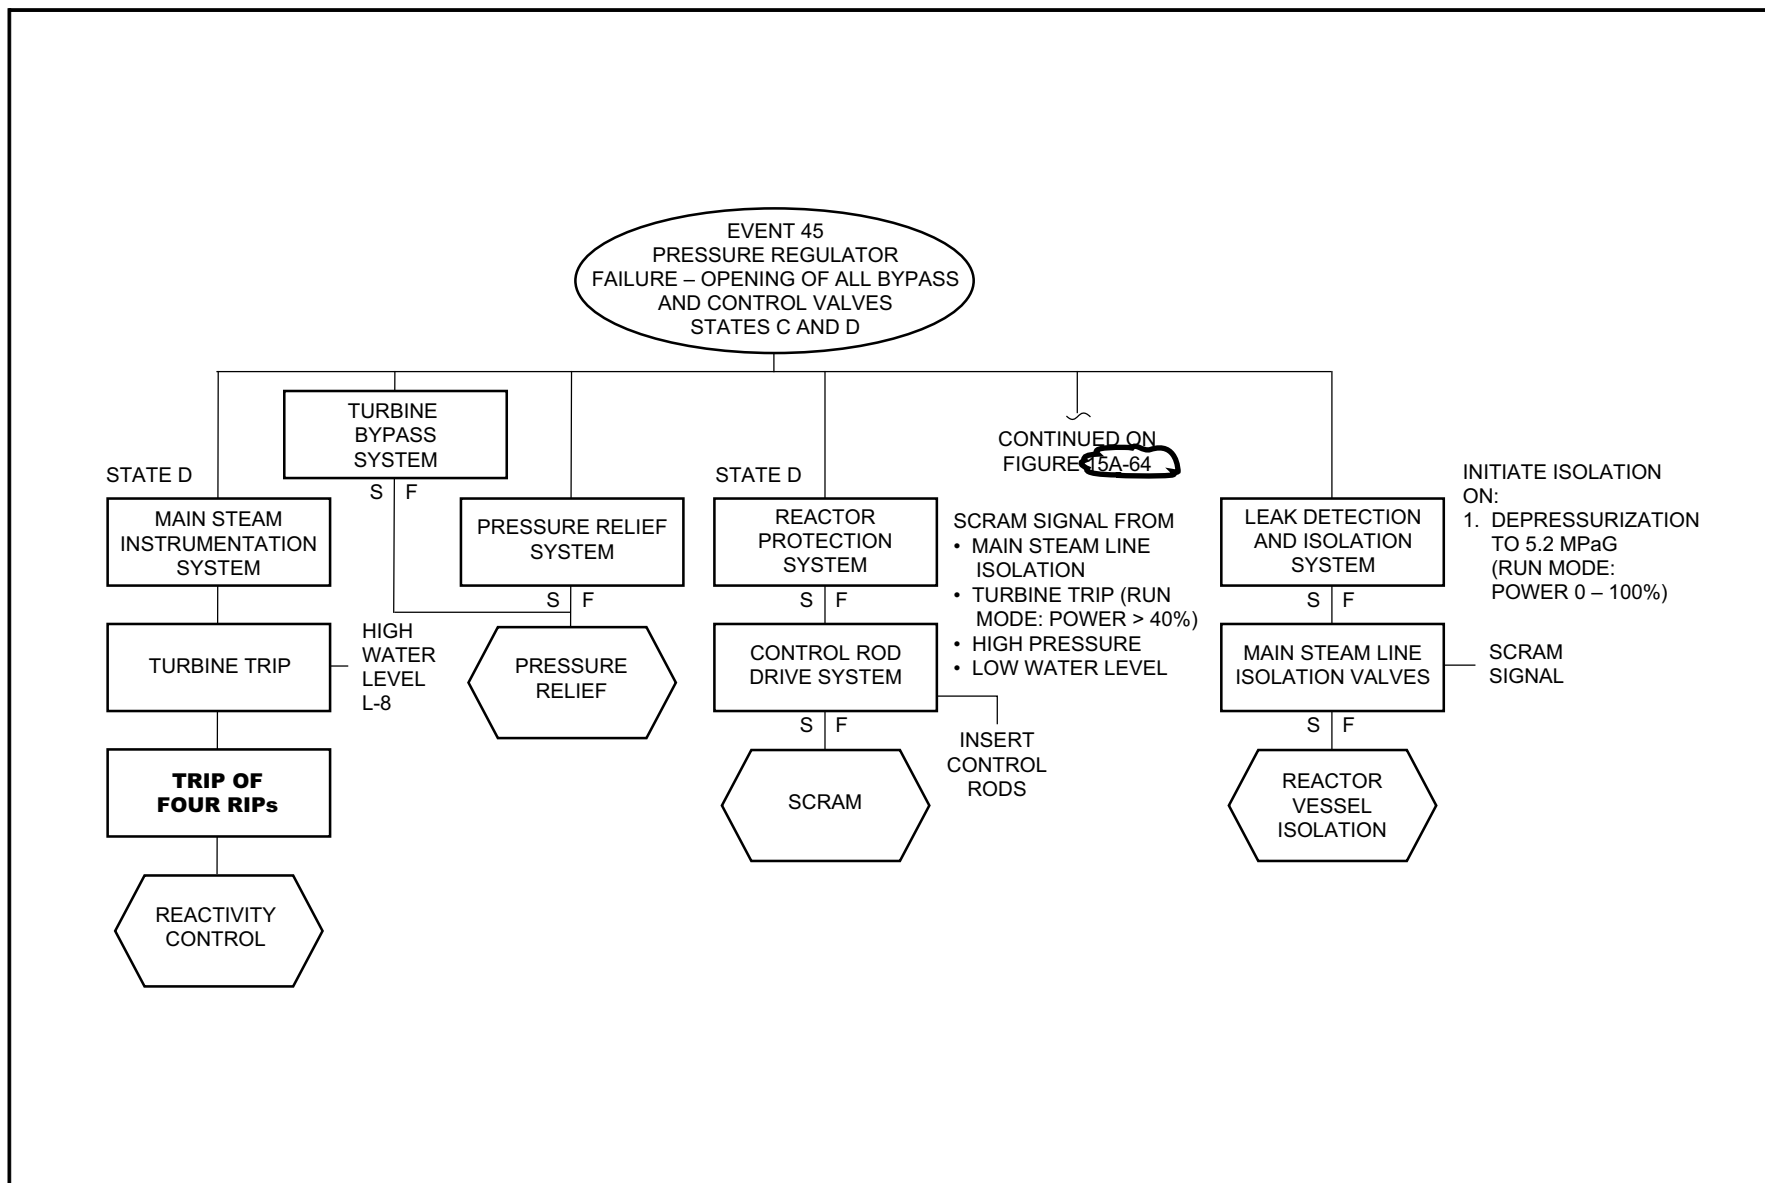 EVENT 45
PRESSURE REGULATOR
FAILURE – OPENING OF ALL BYPASS
AND CONTROL VALVES
STATES C AND D
TURBINE
BYPASS
SYSTEM
S F
CONTINUED ON
FIGURE 15A-64
STATE D
MAIN STEAM
INSTRUMENTATION
SYSTEM
TURBINE TRIP
HIGH
WATER
LEVEL
L-8
TRIP OF
FOUR RIPs
REACTIVITY
CONTROL
PRESSURE RELIEF
SYSTEM
S F
PRESSURE
RELIEF
STATE D
REACTOR
PROTECTION
SYSTEM
S F
SCRAM SIGNAL FROM
• MAIN STEAM LINE
ISOLATION
• TURBINE TRIP (RUN
MODE: POWER > 40%)
• HIGH PRESSURE
• LOW WATER LEVEL
CONTROL ROD
DRIVE SYSTEM
S F
INSERT
CONTROL
RODS
SCRAM
LEAK DETECTION
AND ISOLATION
SYSTEM
S F
INITIATE ISOLATION
ON:
1. DEPRESSURIZATION
TO 5.2 MPaG
(RUN MODE:
POWER 0 – 100%)
MAIN STEAM LINE
ISOLATION VALVES
S F
SCRAM
SIGNAL
REACTOR
VESSEL
ISOLATION